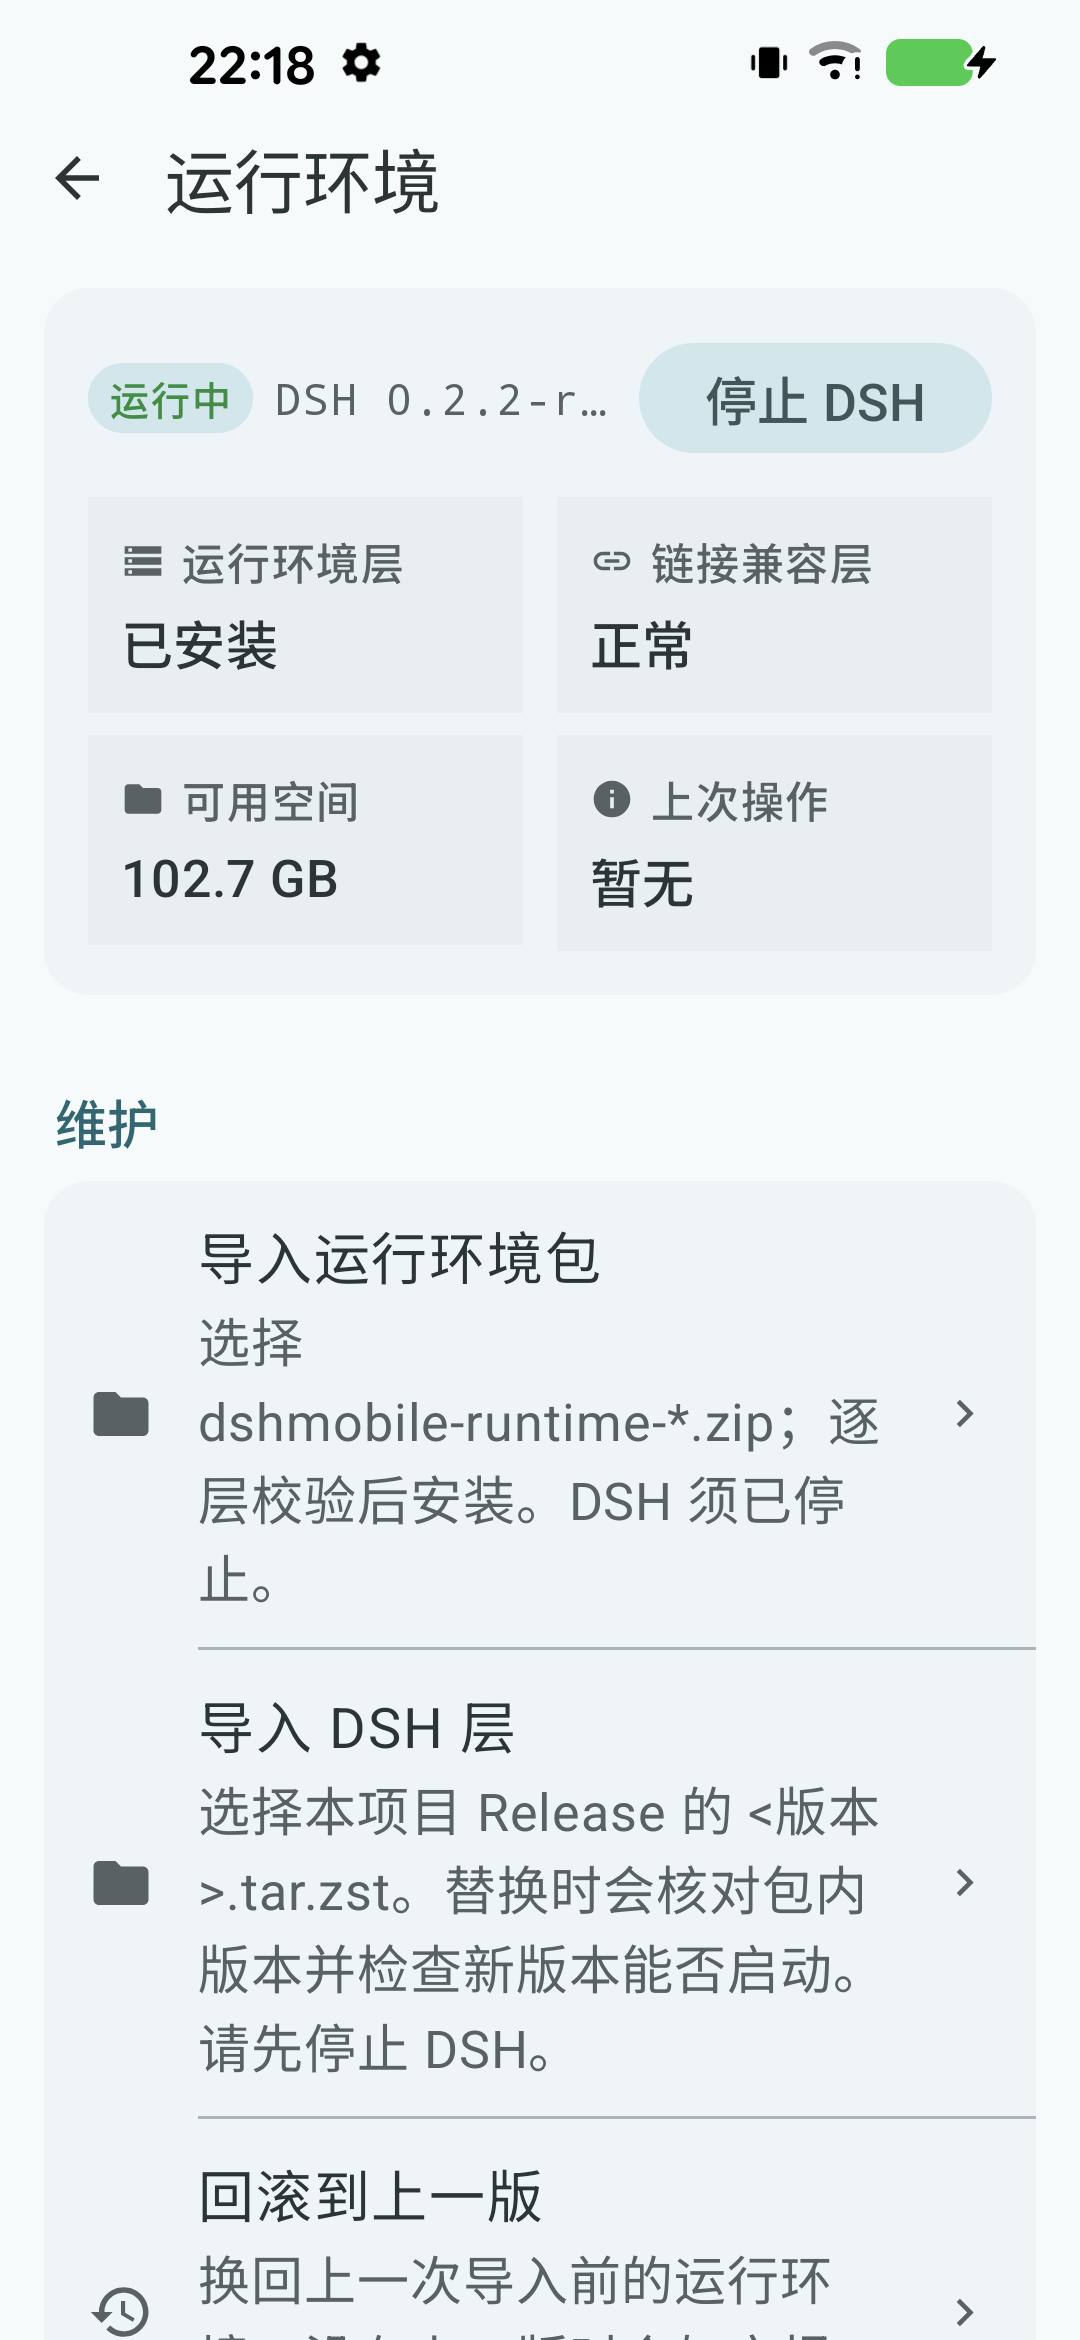 22:18
运行环境
运行中 DSH 0.2.2-r… 停止 DSH
运行环境层 链接兼容层
已安装 正常
可用空间 上次操作
102.7 GB 暂无
维护
导入运行环境包
选择
dshmobile-runtime-*.zip；逐
层校验后安装。DSH 须已停
止。
导入 DSH 层
选择本项目 Release 的 <版本
>.tar.zst。替换时会核对包内
版本并检查新版本能否启动。
请先停止 DSH。
回滚到上一版
换回上一次导入前的运行环